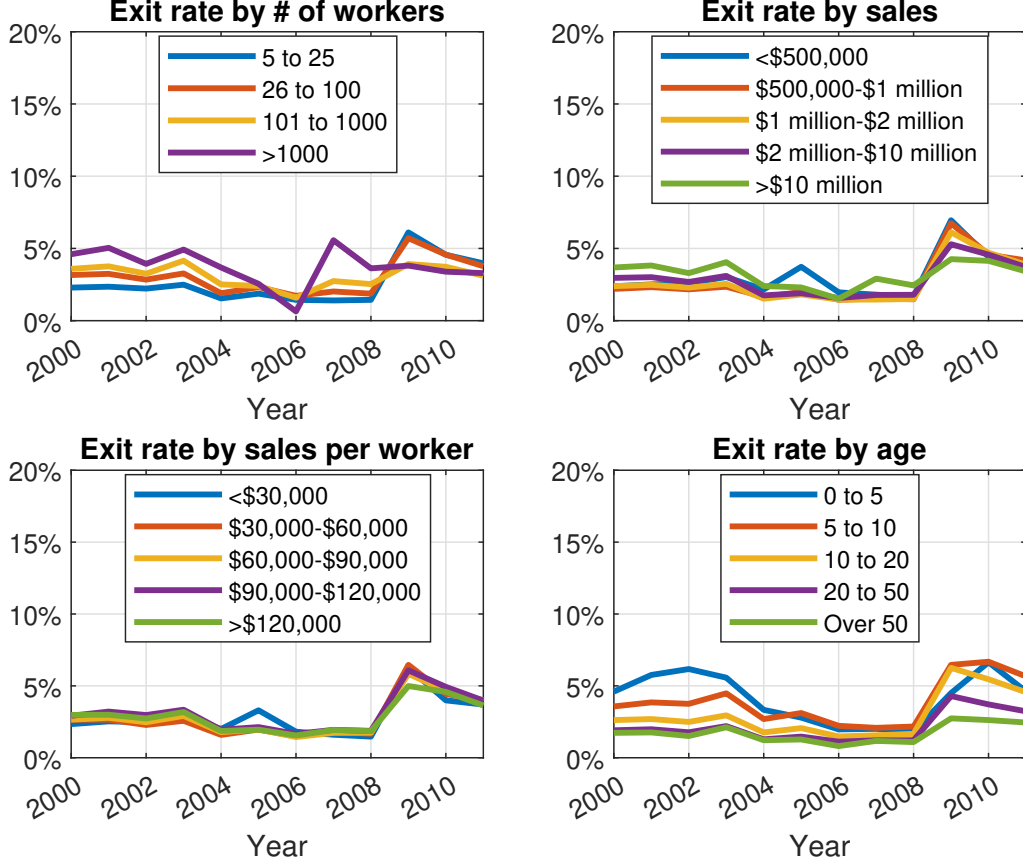 Exit rate by # of workers
20%
15%
10%
5%
0%
5 to 25
26 to 100
101 to 1000
>1000
2000
2002
2004
2006
2008
2010
Year
Exit rate by sales
20%
15%
10%
5%
0%
<$500,000
$500,000-$1 million
$1 million-$2 million
$2 million-$10 million
>$10 million
2000
2002
2004
2006
2008
2010
Year
Exit rate by sales per worker
20%
15%
10%
5%
0%
<$30,000
$30,000-$60,000
$60,000-$90,000
$90,000-$120,000
>$120,000
2000
2002
2004
2006
2008
2010
Year
Exit rate by age
20%
15%
10%
5%
0%
0 to 5
5 to 10
10 to 20
20 to 50
Over 50
2000
2002
2004
2006
2008
2010
Year